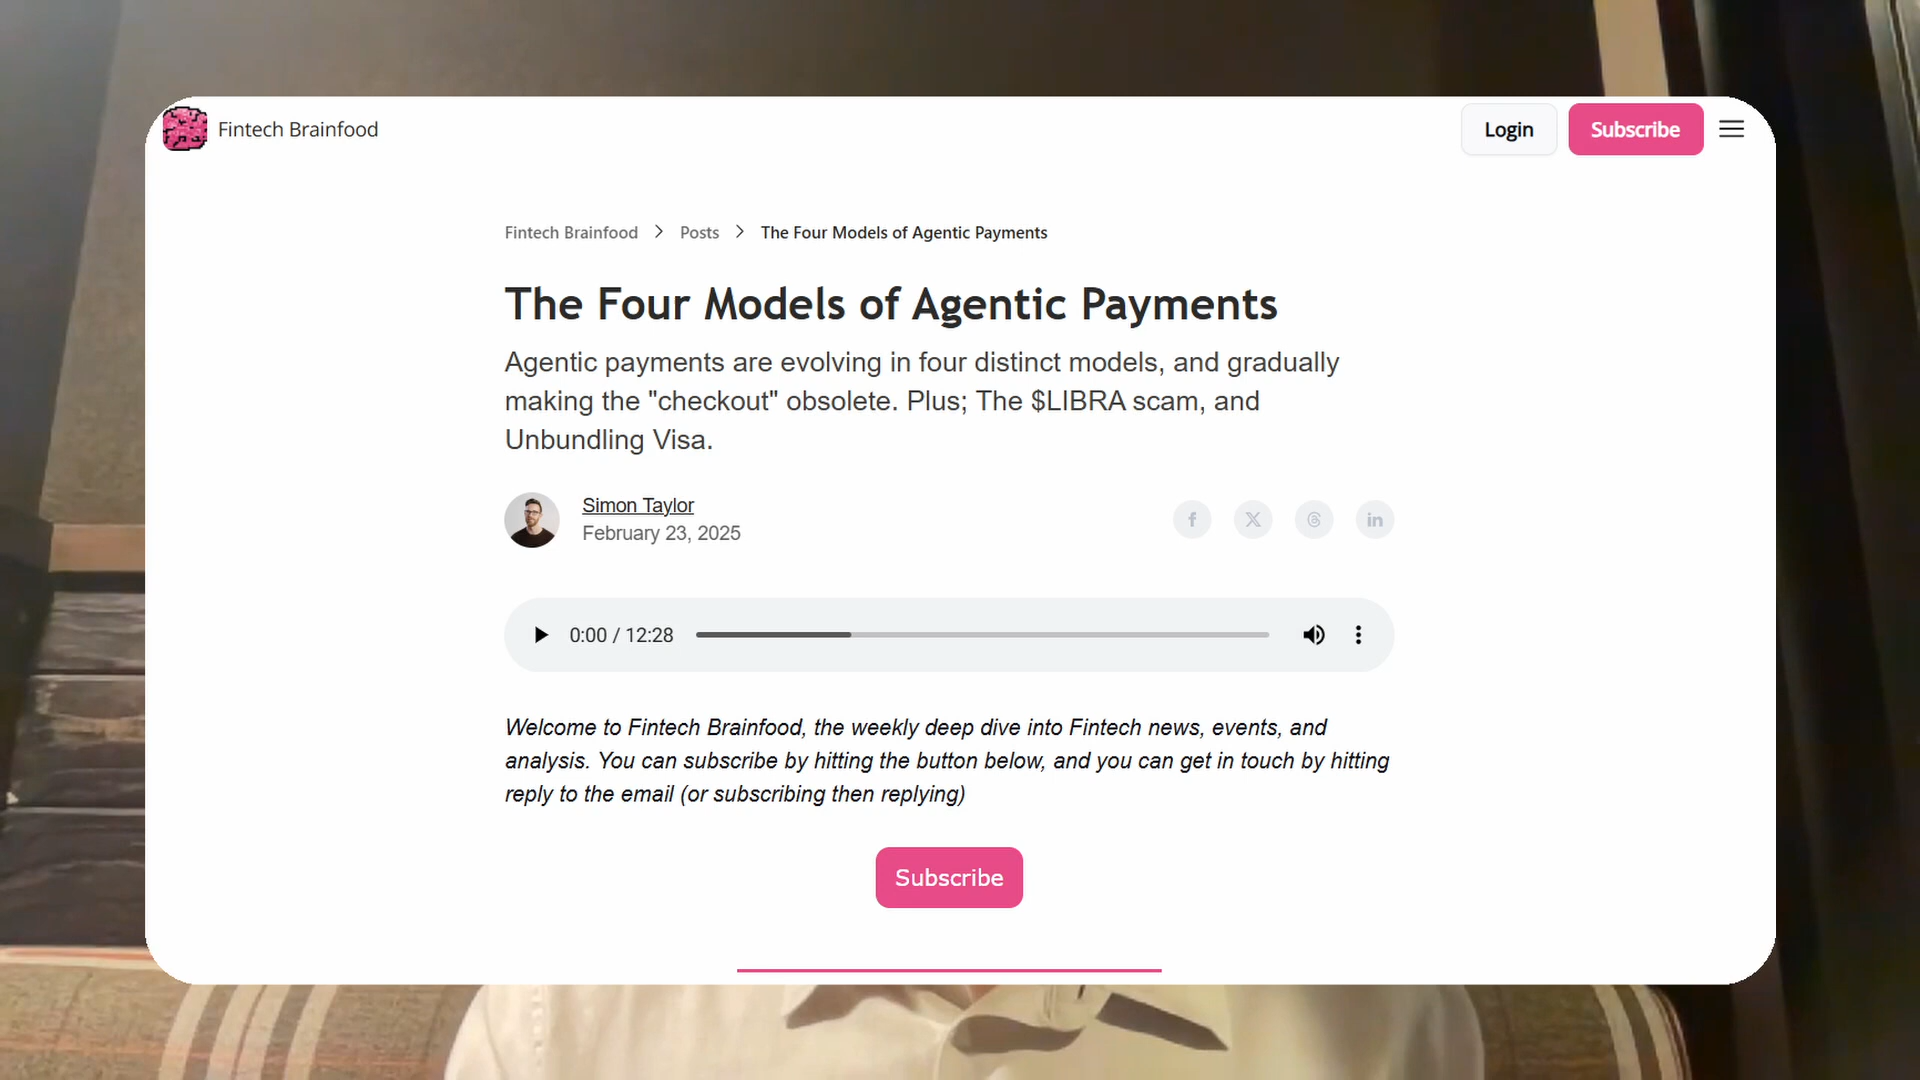 Fintech Brainfood
Login
Subscribe
Fintech Brainfood > Posts > The Four Models of Agentic Payments
The Four Models of Agentic Payments
Agentic payments are evolving in four distinct models, and gradually
making the "checkout" obsolete. Plus; The $LIBRA scam, and
Unbundling Visa.
Simon Taylor
February 23, 2025
0:00 / 12:28
Welcome to Fintech Brainfood, the weekly deep dive into Fintech news, events, and
analysis. You can subscribe by hitting the button below, and you can get in touch by hitting
reply to the email (or subscribing then replying)
Subscribe